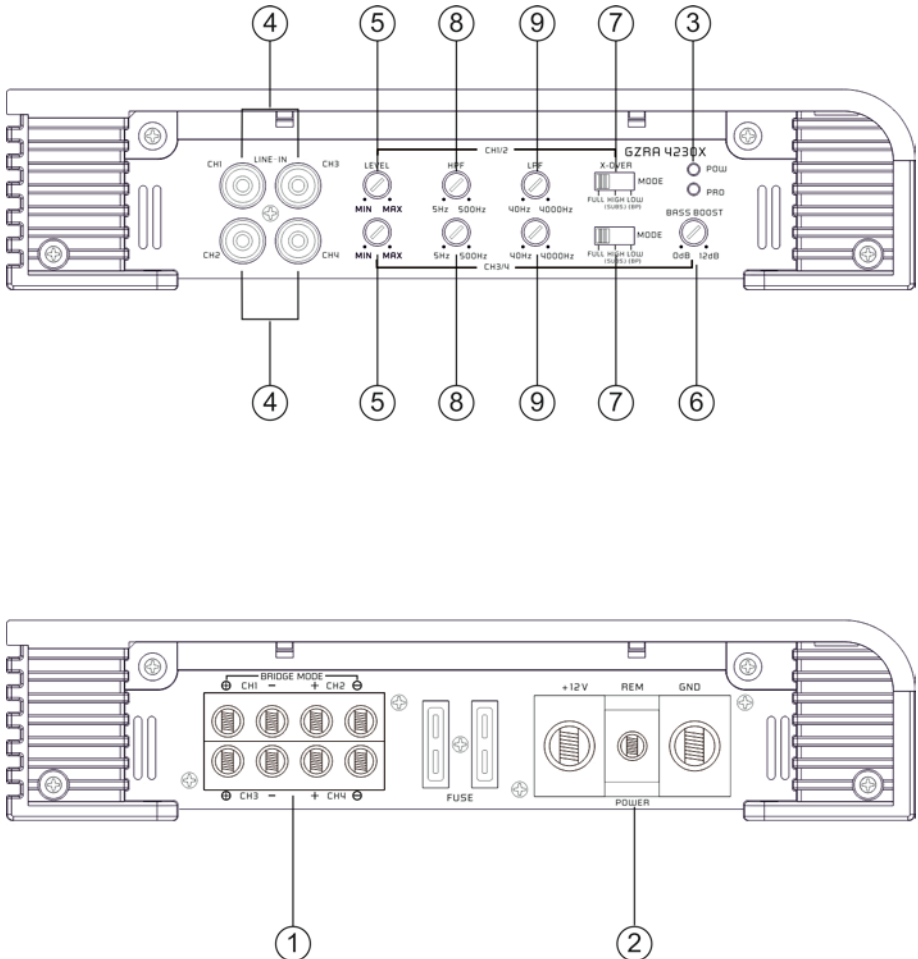 4 5 8 9 7 3
CH1/2 GZRA 4230X
CH1 LINE-IN CH3 LEVEL HPF LPF X-OVER POW
MODE
MIN MAX 5Hz 500Hz 40Hz 4000Hz FULL HIGH LOW PRO
(SUBS) (BP) BASS BOOST
CH2 CH4 MODE
MIN MAX 5Hz 500Hz 40Hz 4000Hz FULL HIGH LOW 0dB 12dB
(SUBS) (BP)
CH3/4
4 5 8 9 7 6
BRIDGE MODE
⊕ CH1 − + CH2 ⊖ +12V REM GND
⊕ CH3 − + CH4 ⊖ FUSE POWER
1 2